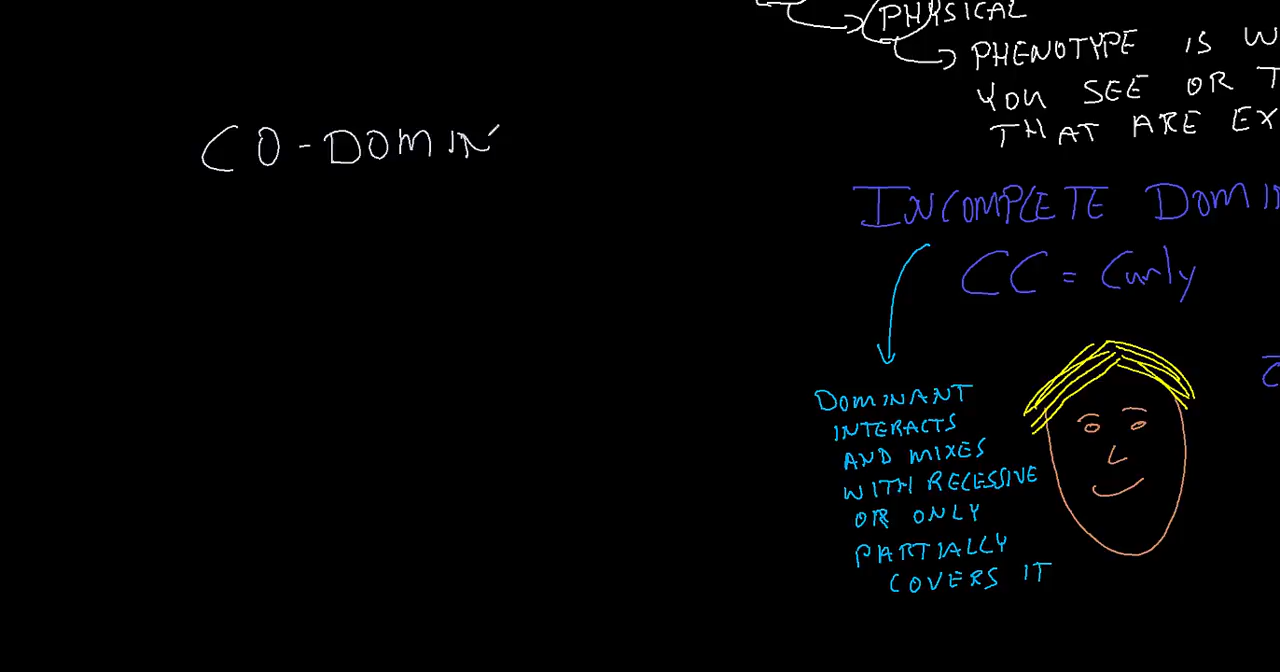 PHYSICAL
PHENOTYPE IS W
YOU SEE OR T
THAT ARE EX
CO-DOMIN
INCOMPLETE DOMIN
CC = Curly
DOMINANT
INTERACTS
AND MIXES
WITH RECESSIVE
OR ONLY
PARTIALLY
COVERS IT